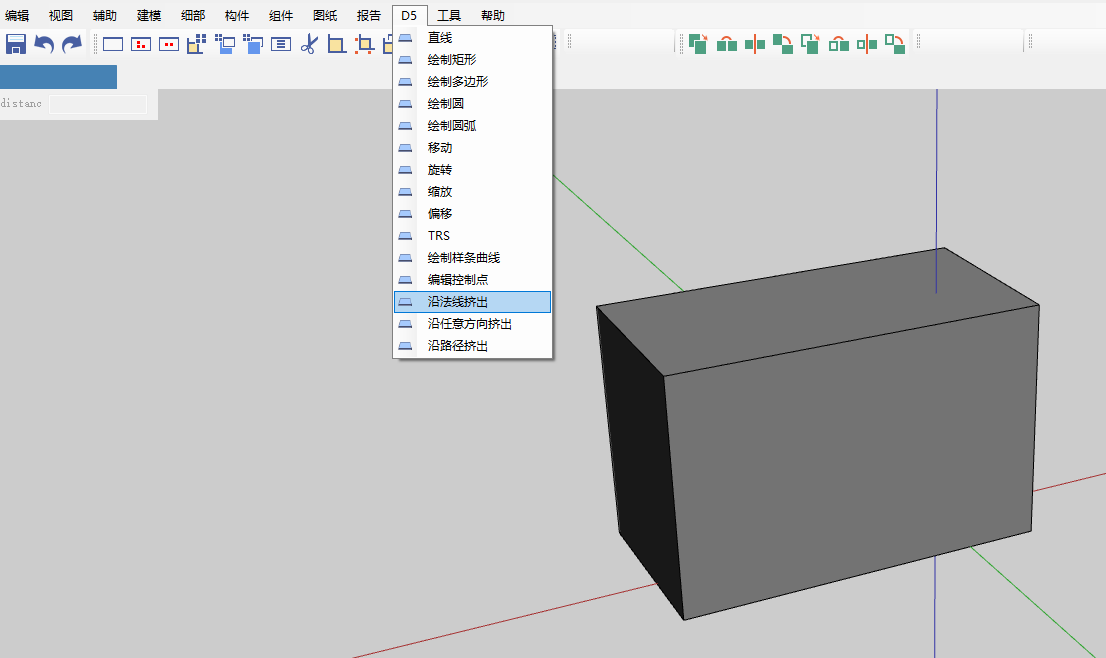 编辑 视图 辅助 建模 细部 构件 组件 图纸 报告 D5 工具 帮助
直线
绘制矩形
distanc
绘制多边形
绘制圆
绘制圆弧
移动
旋转
缩放
偏移
TRS
绘制样条曲线
编辑控制点
沿法线挤出
沿任意方向挤出
沿路径挤出